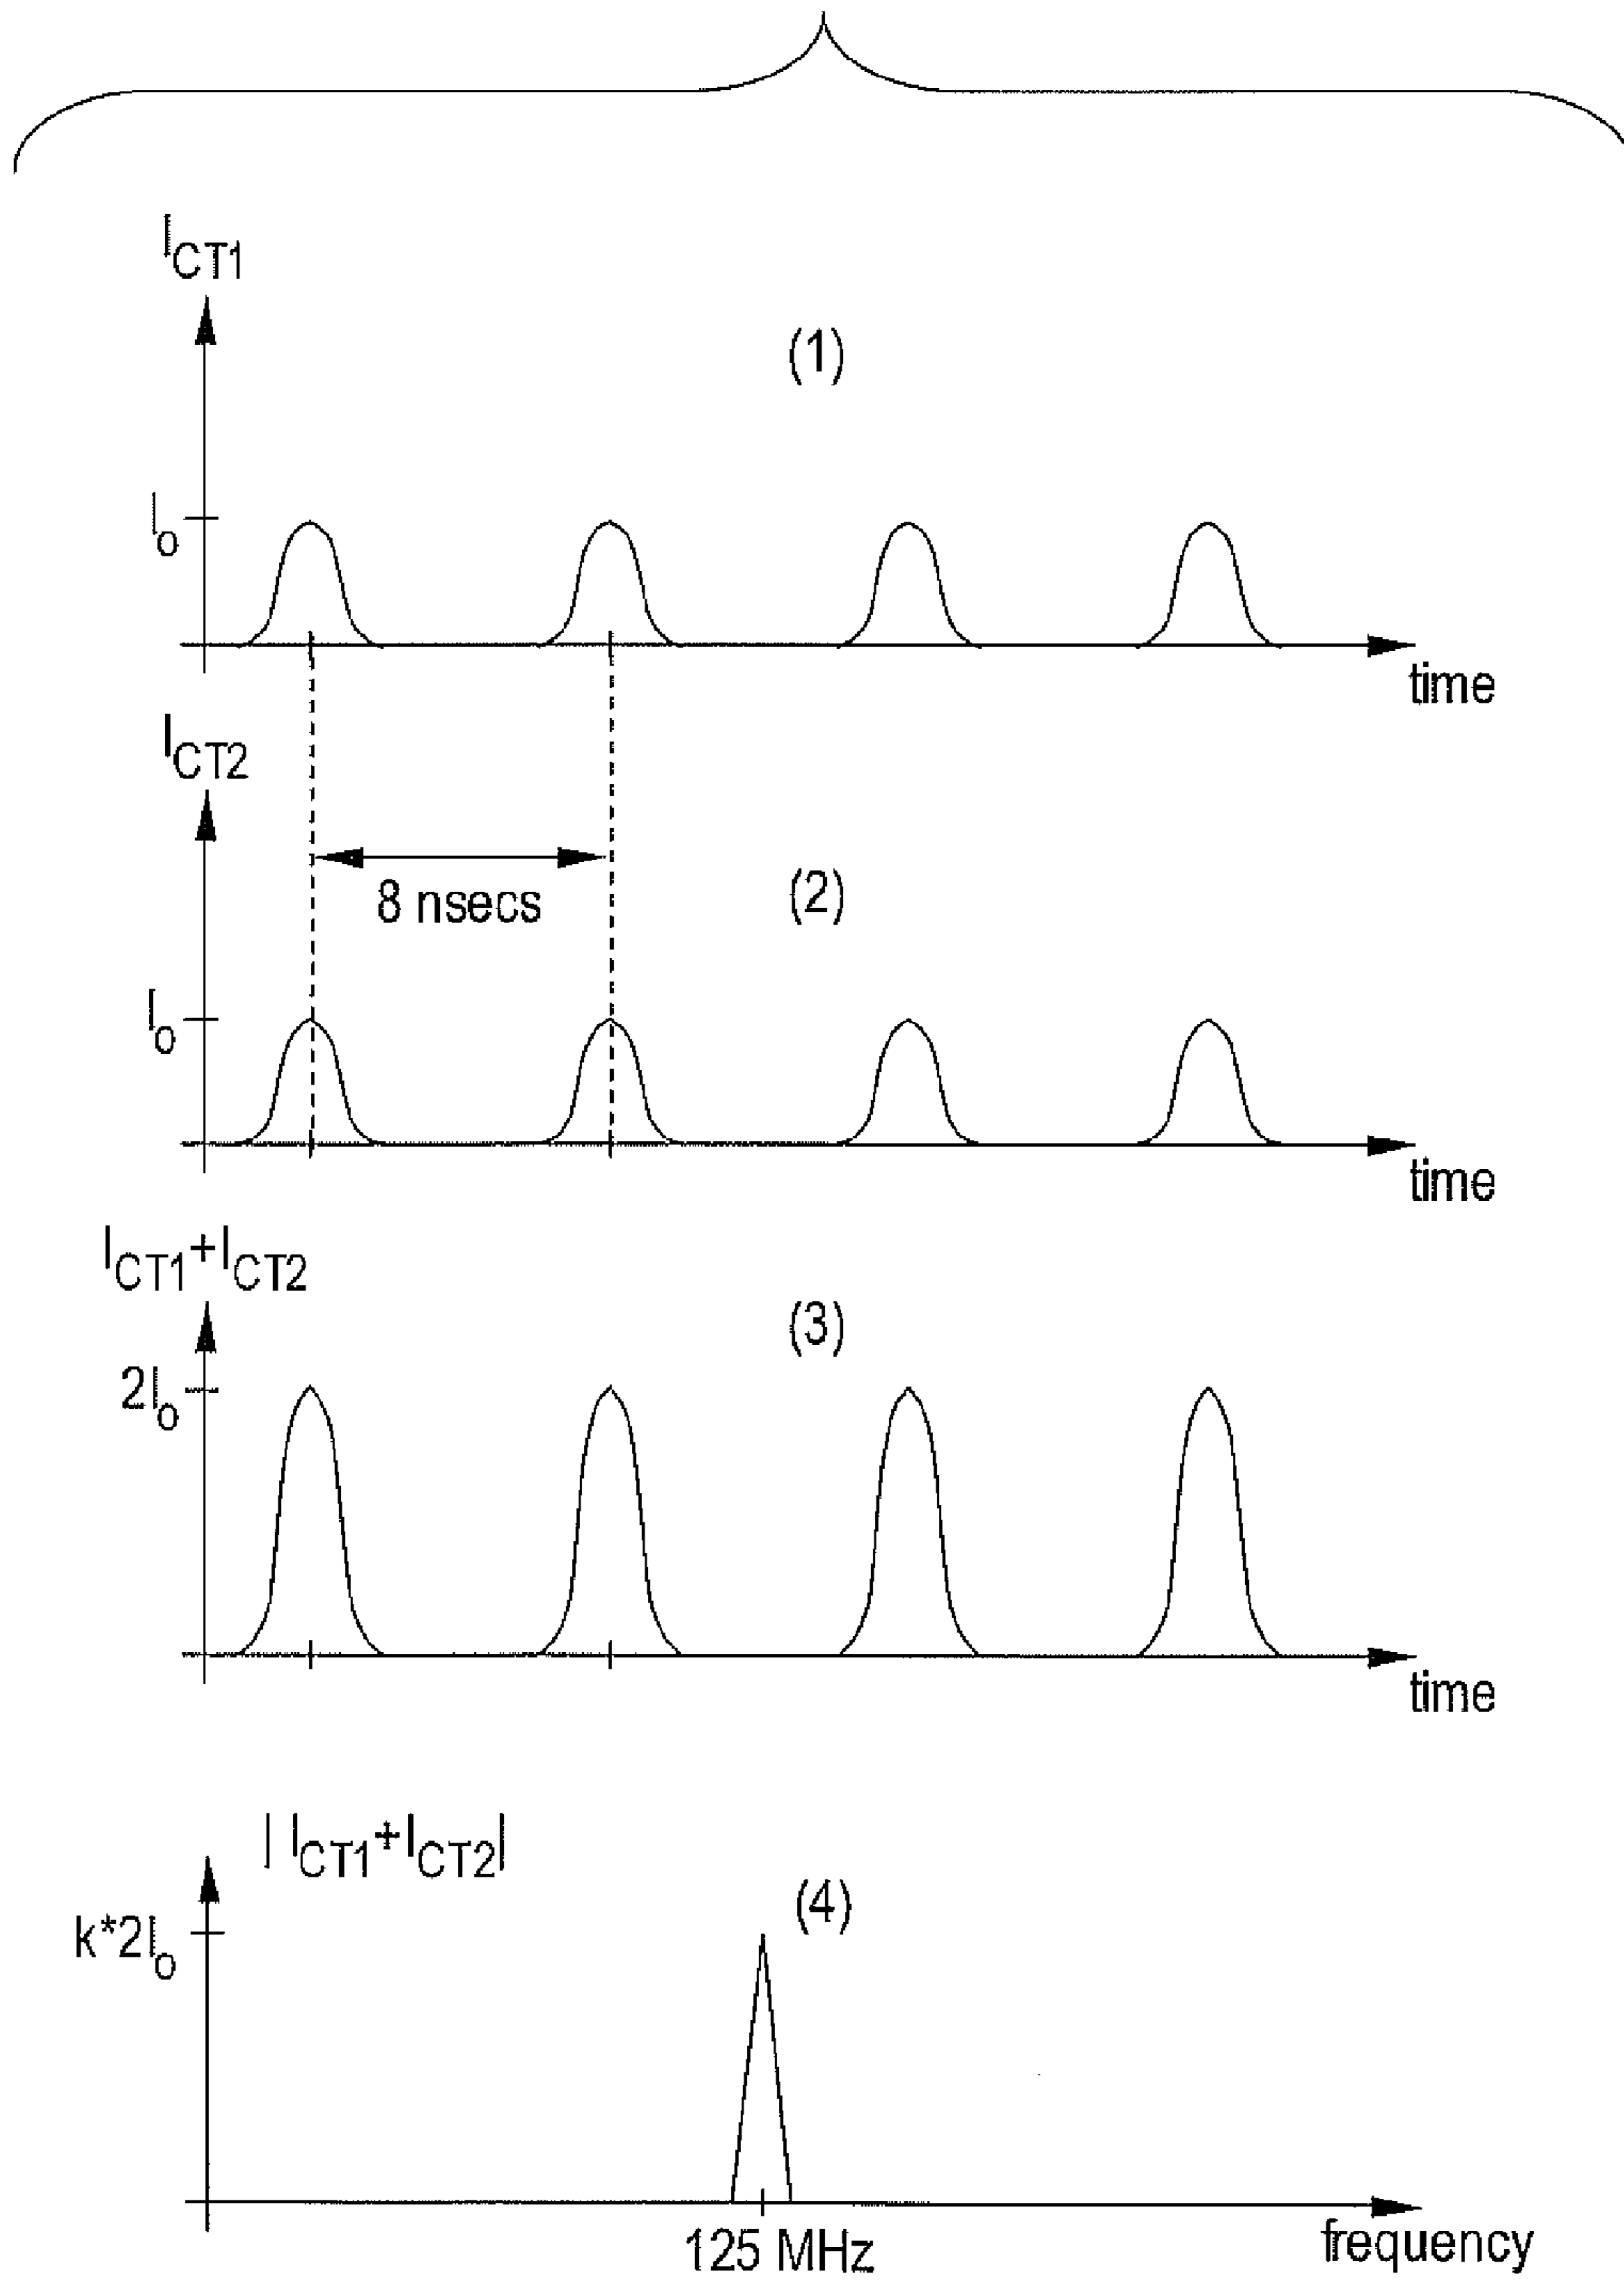 I_CT1
(1)
I_o
time
I_CT2
8 nsecs
(2)
I_o
time
I_CT1+I_CT2
(3)
2I_o
time
| I_CT1+I_CT2|
(4)
k*2I_o
125 MHz
frequency